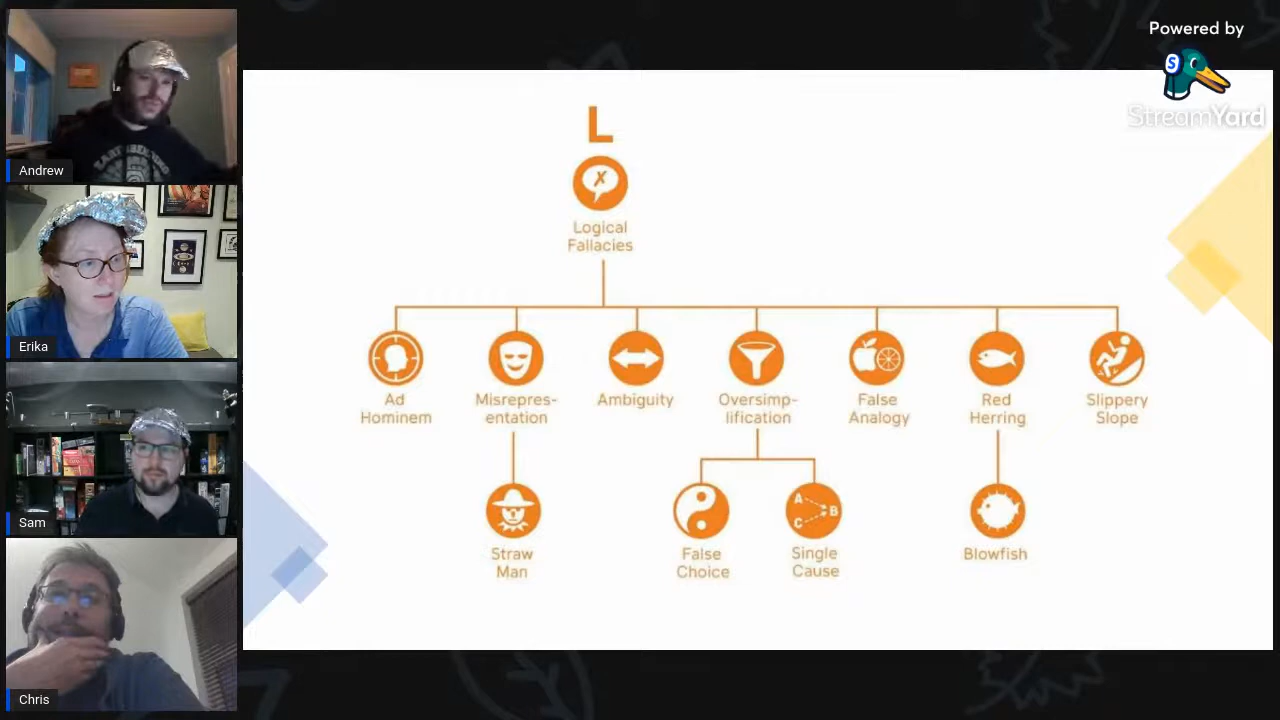 Powered by
S
StreamYard
Andrew
Erika
Sam
Chris
L
X
Logical
Fallacies
Ad
Hominem
Misrepres-
entation
Ambiguity
Oversimp-
lification
False
Analogy
Red
Herring
Slippery
Slope
Straw
Man
False
Choice
A
B
C
Single
Cause
Blowfish